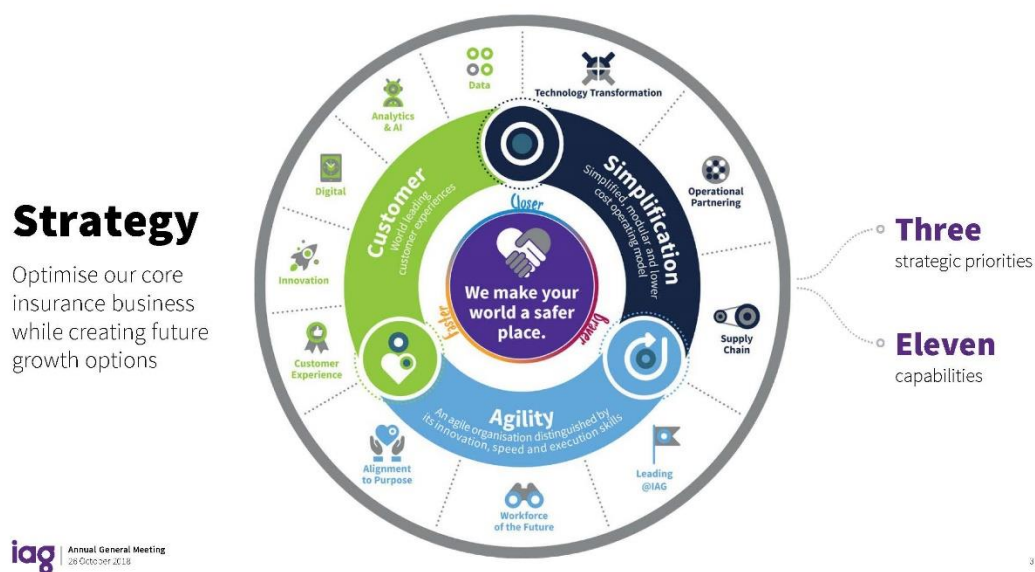 Strategy
Optimise our core
insurance business
while creating future
growth options
Data
Analytics
& AI
Digital
Innovation
Customer
Experience
Technology Transformation
Operational
Partnering
Supply
Chain
Leading
@IAG
Workforce
of the Future
Alignment
to Purpose
Customer
World leading
customer experiences
Simplification
Simplified, modular and lower
cost operating model
Agility
An agile organisation distinguished by
its innovation, speed and execution skills
Closer
Braver
Faster
We make your
world a safer
place.
Three
strategic priorities
Eleven
capabilities
iag
Annual General Meeting
26 October 2018
3